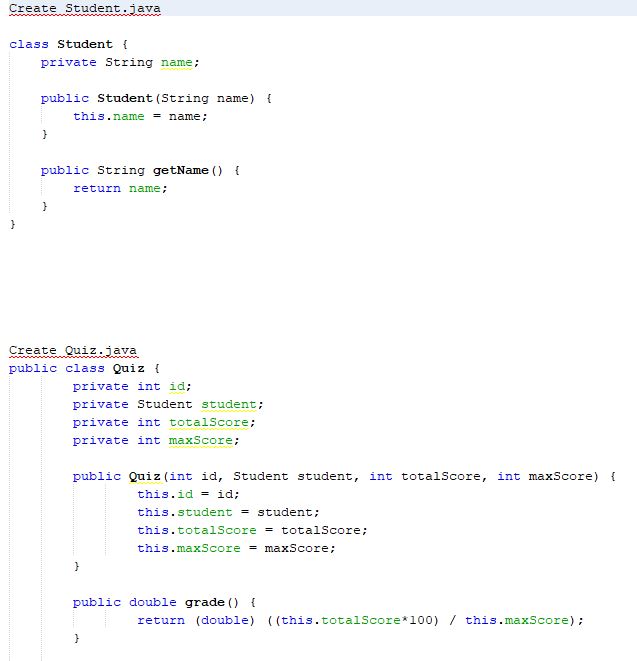 Create Student.java
class Student {
private String name;
public Student(String name) {
this.name = name;
}
public String getName() {
return name;
}
}
Create Quiz.java
public class Quiz {
private int id;
private Student student;
private int totalScore;
private int maxScore;
public Quiz(int id, Student student, int totalScore, int maxScore) {
this.id = id;
this.student = student;
this.totalScore = totalScore;
this.maxScore = maxScore;
}
public double grade() {
return (double) ((this.totalScore*100) / this.maxScore);
}